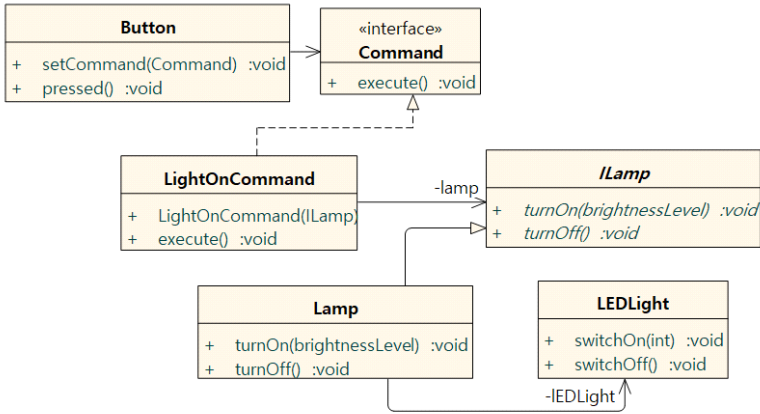 Button
+ setCommand(Command) :void
+ pressed() :void
«interface»
Command
+ execute() :void
LightOnCommand
+ LightOnCommand(ILamp)
+ execute() :void
-lamp
ILamp
+ turnOn(brightnessLevel) :void
+ turnOff() :void
Lamp
+ turnOn(brightnessLevel) :void
+ turnOff() :void
LEDLight
+ switchOn(int) :void
+ switchOff() :void
-lEDLight